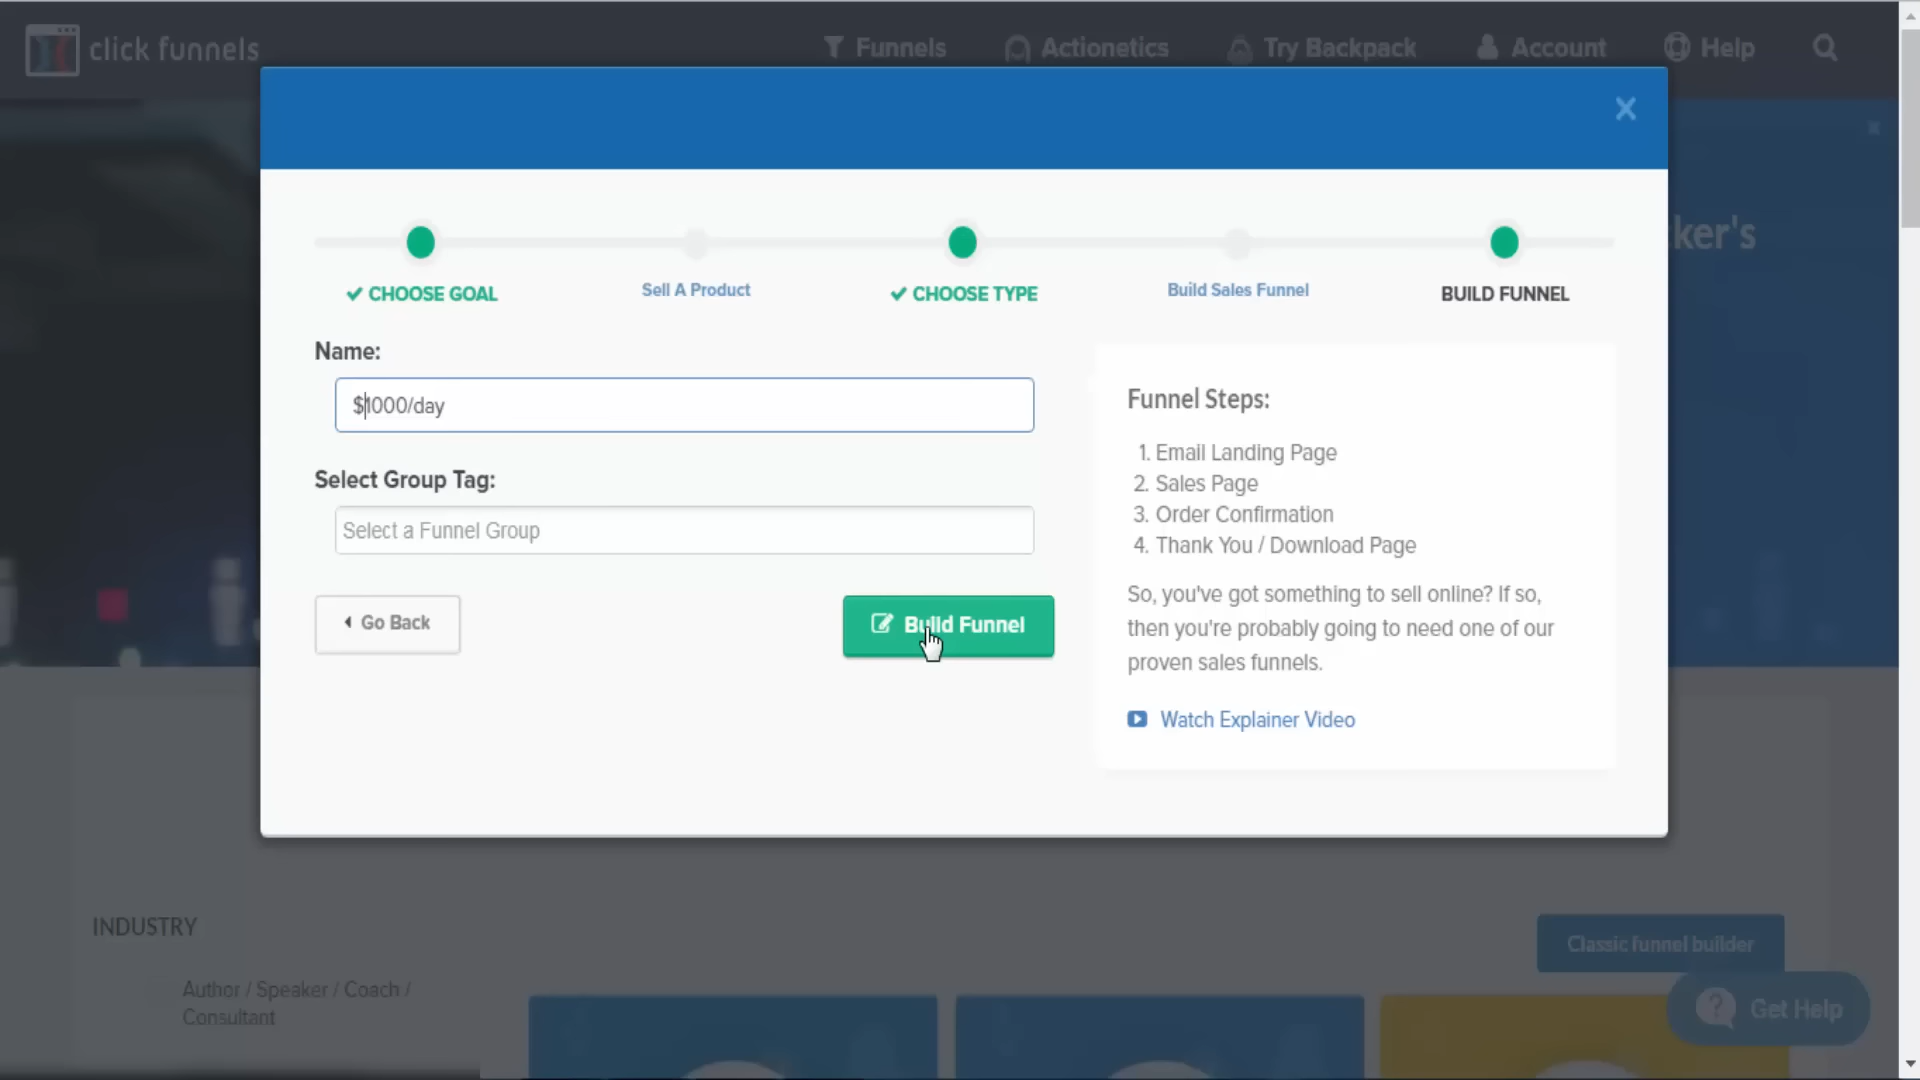 click funnels
Funnels
Actionetics
Try Backpack
Account
Help
ker's
CHOOSE GOAL
Sell A Product
CHOOSE TYPE
Build Sales Funnel
BUILD FUNNEL
Name:
$1000/day
Select Group Tag:
Select a Funnel Group
Go Back
Build Funnel
Funnel Steps:
1. Email Landing Page
2. Sales Page
3. Order Confirmation
4. Thank You / Download Page
So, you've got something to sell online? If so,
then you're probably going to need one of our
proven sales funnels.
Watch Explainer Video
INDUSTRY
Classic funnel builder
Author / Speaker / Coach /
Consultant
Get Help